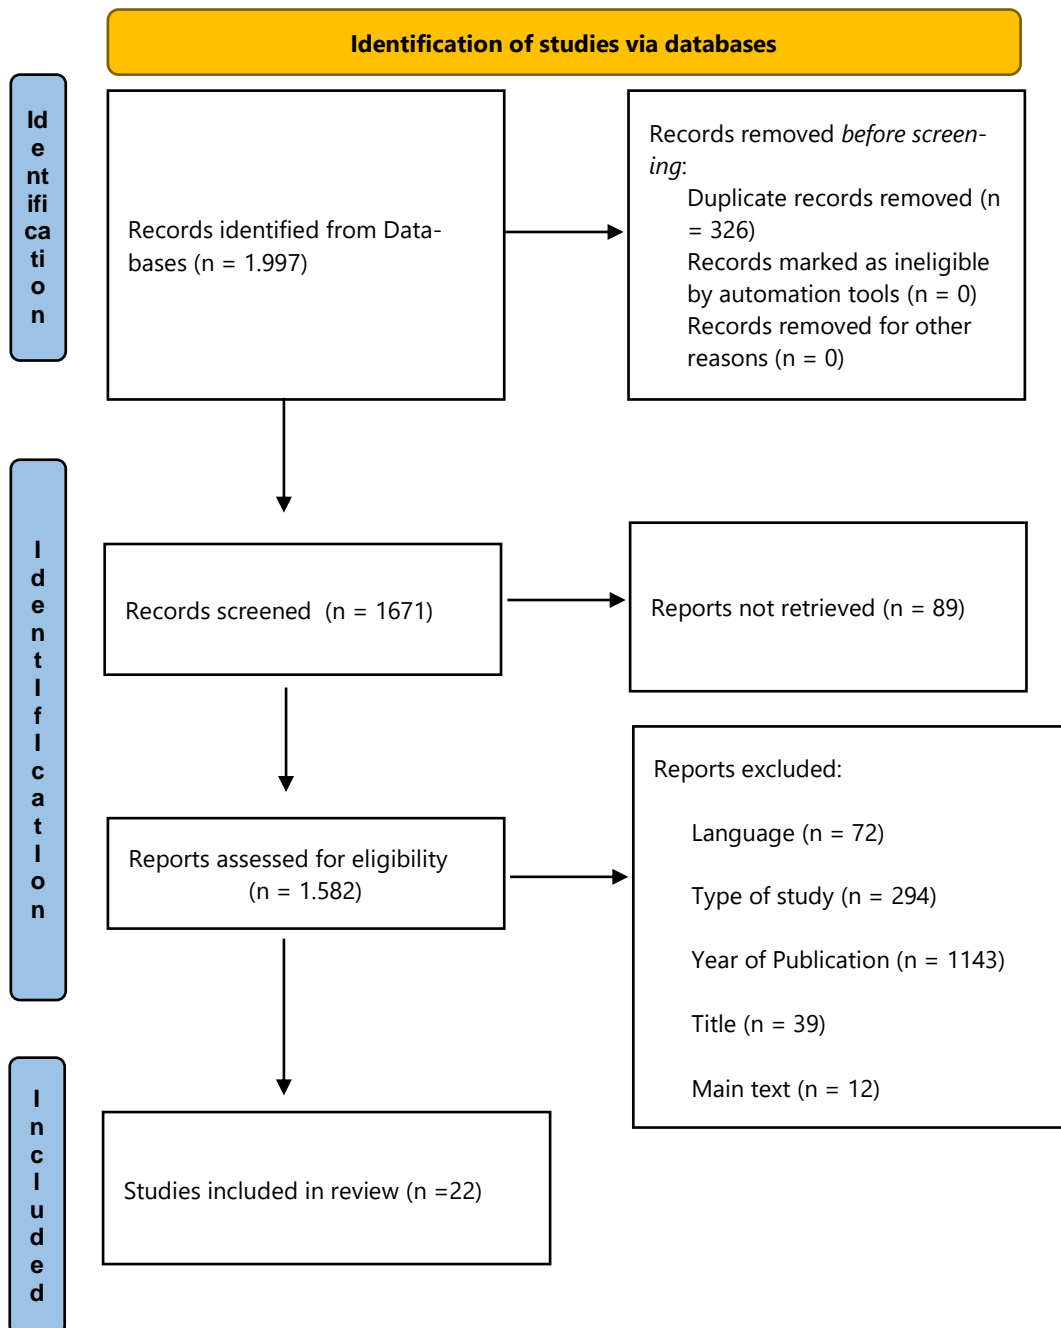 Identification of studies via databases
Id
e
nt
ifi
ca
ti
o
n
Records identified from Data-
bases (n = 1.997)
Records removed before screen-
ing:
Duplicate records removed (n
= 326)
Records marked as ineligible
by automation tools (n = 0)
Records removed for other
reasons (n = 0)
I
d
e
n
t
I
f
I
c
a
t
I
o
n
Records screened  (n = 1671)
Reports not retrieved (n = 89)
Reports assessed for eligibility
(n = 1.582)
Reports excluded:
Language (n = 72)
Type of study (n = 294)
Year of Publication (n = 1143)
Title (n = 39)
Main text (n = 12)
I
n
c
l
u
d
e
d
Studies included in review (n =22)